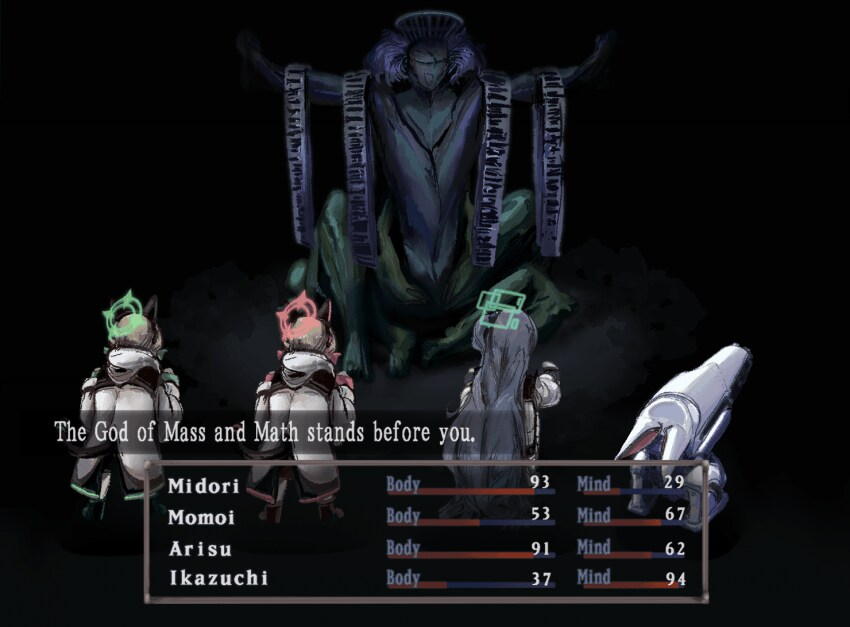 The God of Mass and Math stands before you.
Midori Body 93 Mind 29
Momoi Body 53 Mind 67
Arisu Body 91 Mind 62
Ikazuchi Body 37 Mind 94